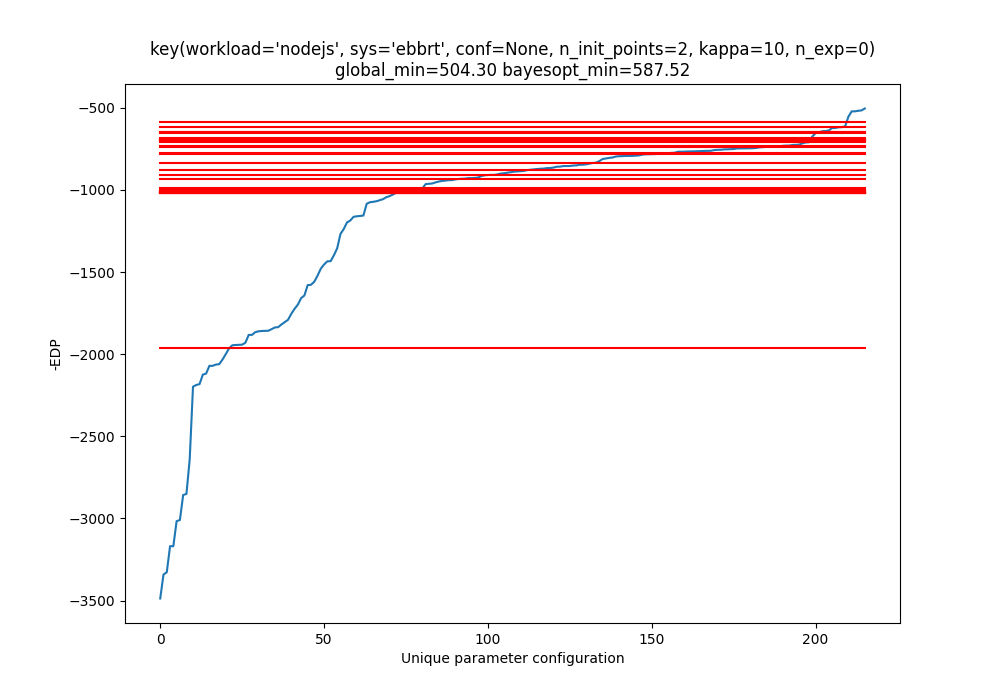 key(workload='nodejs', sys='ebbrt', conf=None, n_init_points=2, kappa=10, n_exp=0)
global_min=504.30 bayesopt_min=587.52
−500
−1000
−1500
−2000
−2500
−3000
−3500
-EDP
0 50 100 150 200
Unique parameter configuration